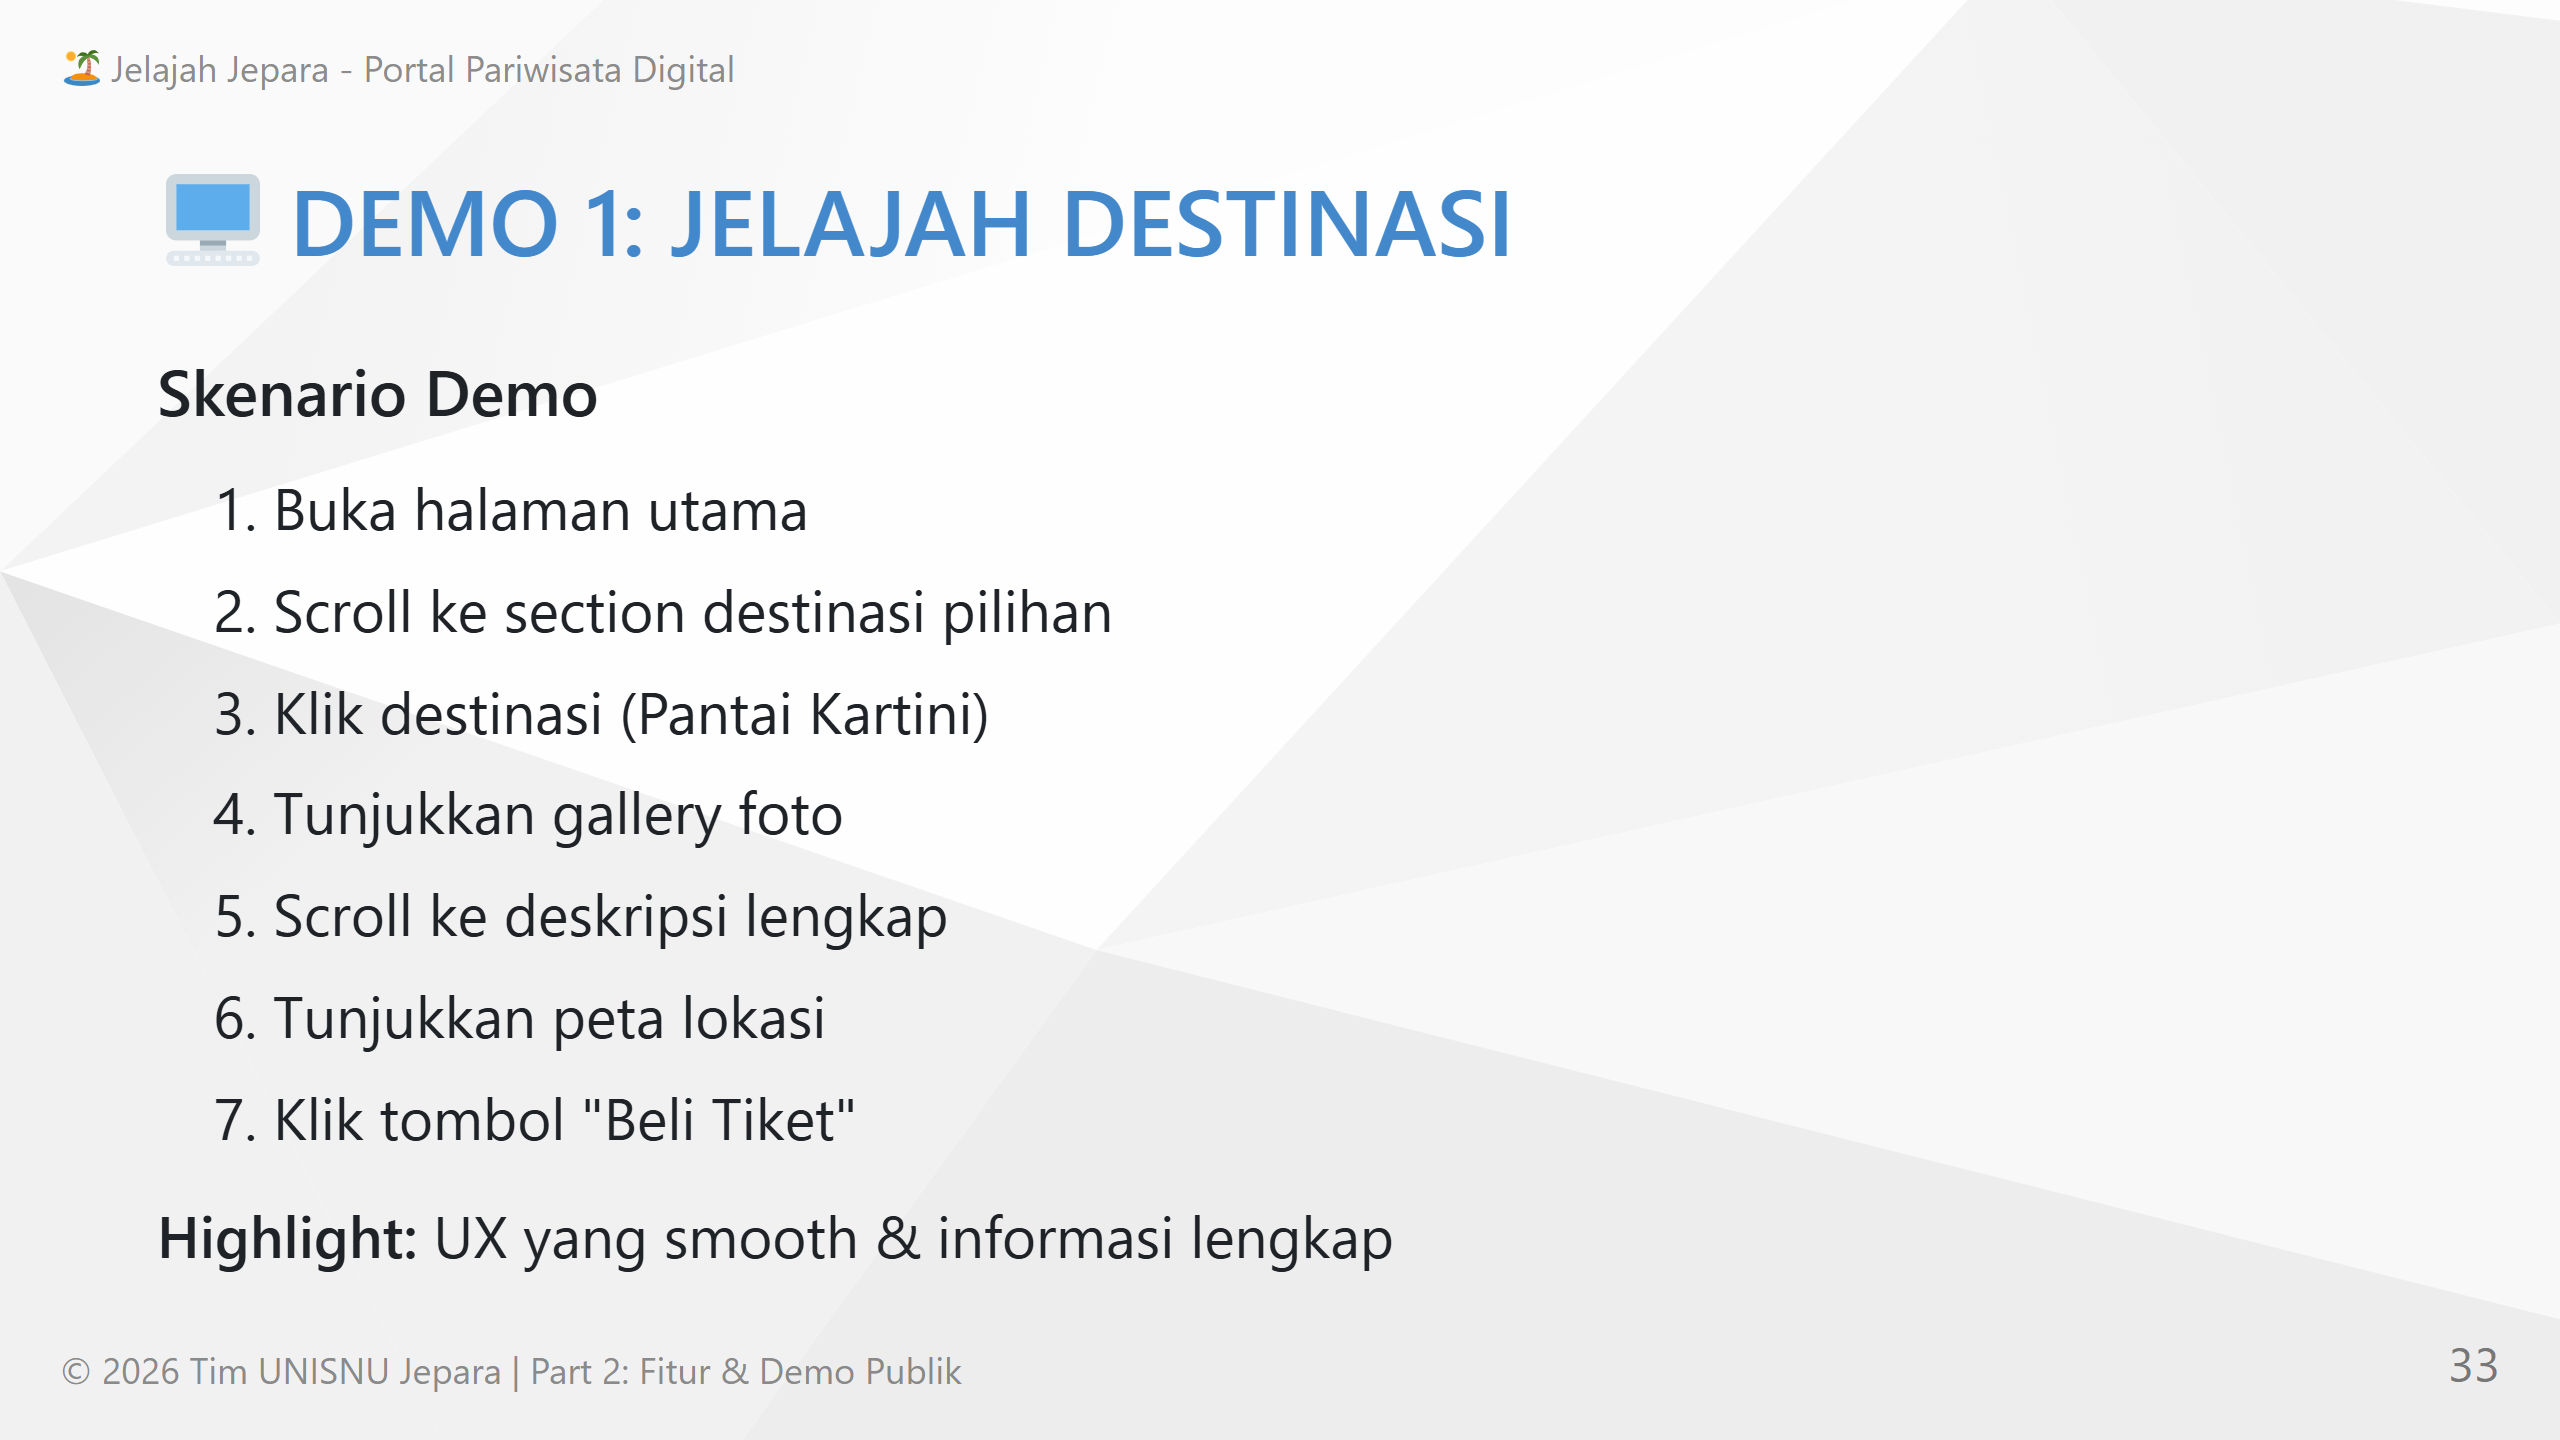 Jelajah Jepara - Portal Pariwisata Digital
DEMO 1: JELAJAH DESTINASI
Skenario Demo
1. Buka halaman utama
2. Scroll ke section destinasi pilihan
3. Klik destinasi (Pantai Kartini)
4. Tunjukkan gallery foto
5. Scroll ke deskripsi lengkap
6. Tunjukkan peta lokasi
7. Klik tombol "Beli Tiket"
Highlight: UX yang smooth & informasi lengkap
© 2026 Tim UNISNU Jepara | Part 2: Fitur & Demo Publik
33